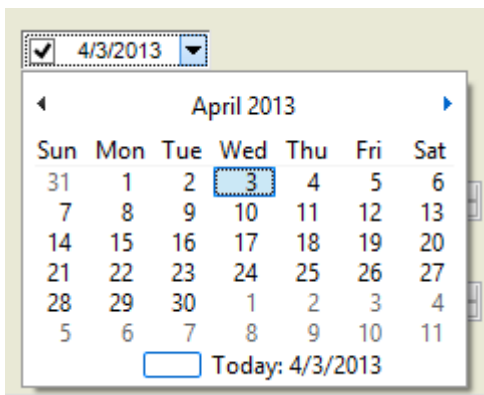 4/3/2013
April 2013
Sun Mon Tue Wed Thu Fri Sat
31 1 2 3 4 5 6
7 8 9 10 11 12 13
14 15 16 17 18 19 20
21 22 23 24 25 26 27
28 29 30 1 2 3 4
5 6 7 8 9 10 11
Today: 4/3/2013